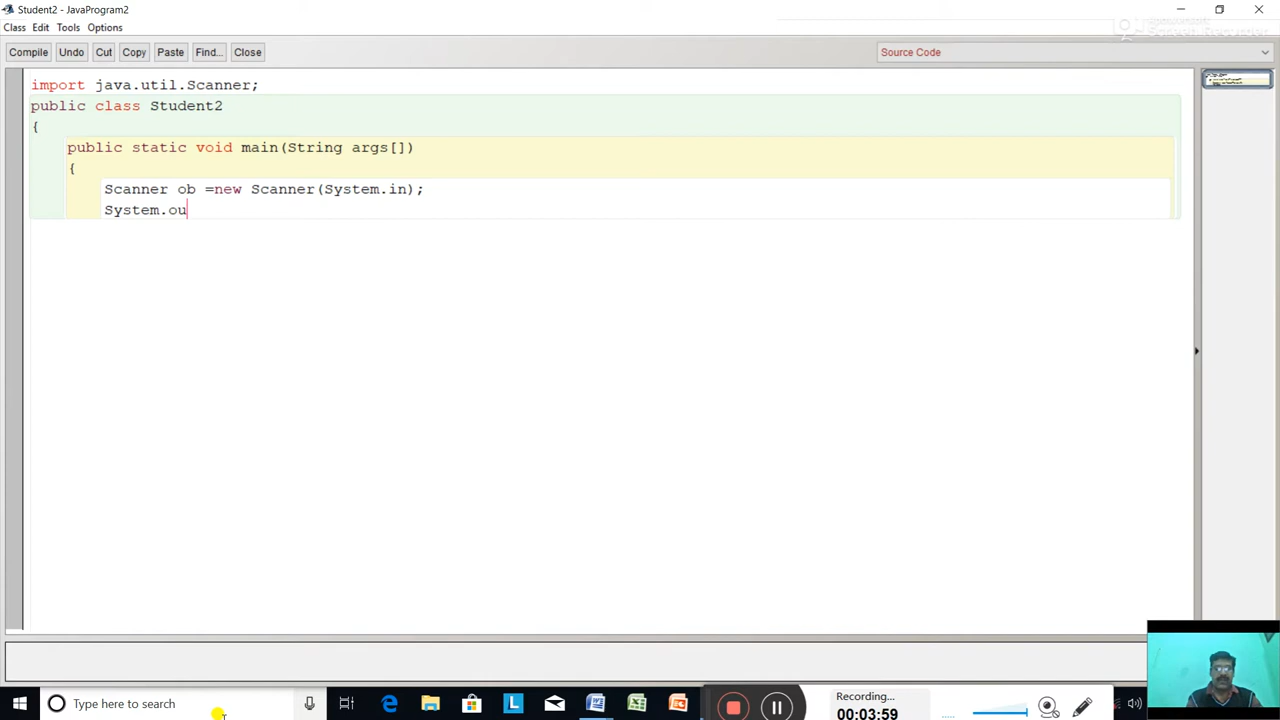 Student2 - JavaProgram2
Class Edit Tools Options
Compile Undo Cut Copy Paste Find... Close Source Code
import java.util.Scanner;
public class Student2
{
public static void main(String args[])
{
Scanner ob =new Scanner(System.in);
System.ou
Type here to search
Recording...
00:03:59
Screen Recorder